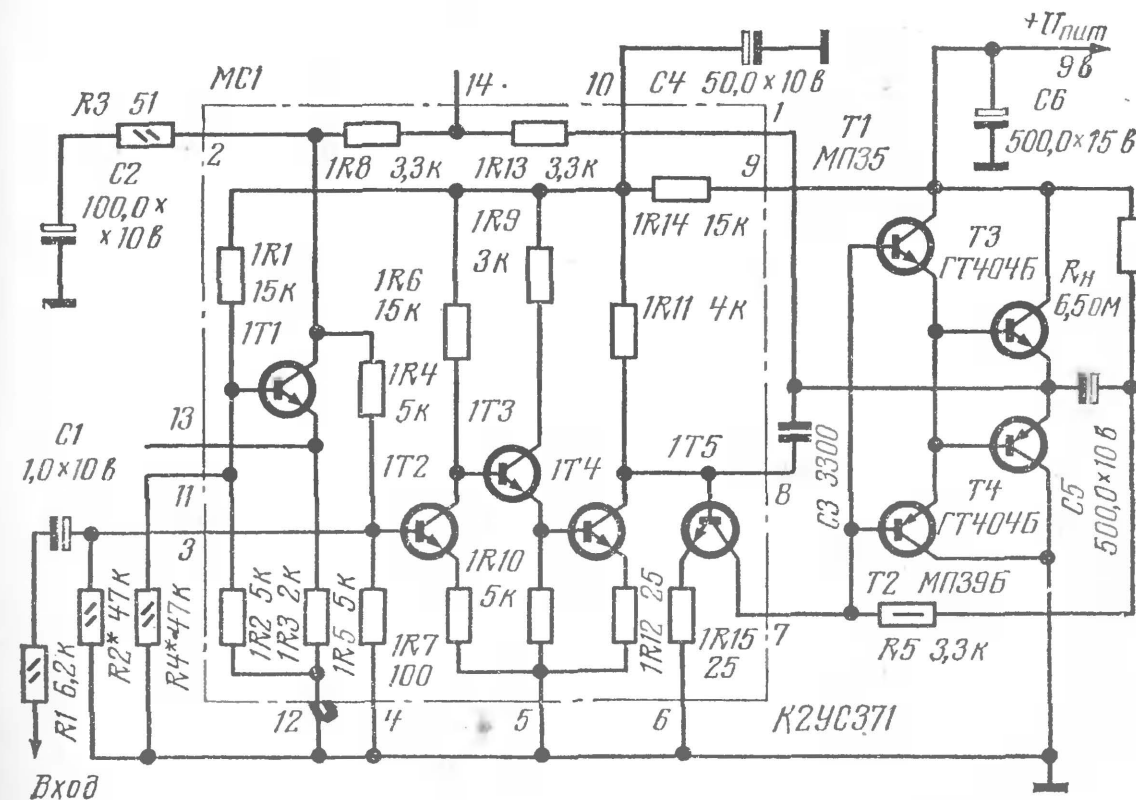 +Uпит
9в
МС1
14
10
C4 50,0×10в
C6
500,0×15в
R3 51
2
1R8 3,3к
1R13 3,3к
1
9
T1
МП35
C2
100,0×
×10в
1R9
3к
1R14 15к
T3
ГТ404Б
Rн
6,5Ом
1R1
15к
1R6
15к
1R11 4к
1T1
1R4
5к
13
1T3
1T5
C1
1,0×10в
11
1T2
1T4
8
C3 3300
T4
ГТ404Б
C5
500,0×10в
3
1R10
5к
T2 МП39Б
R1 6,2к
R2* 47к
R4* 47к
1R2 5к
1R3 2к
1R5 5к
1R7
100
1R12 25
1R15
25
7
R5 3,3к
12
4
5
6
К2УС371
Вход